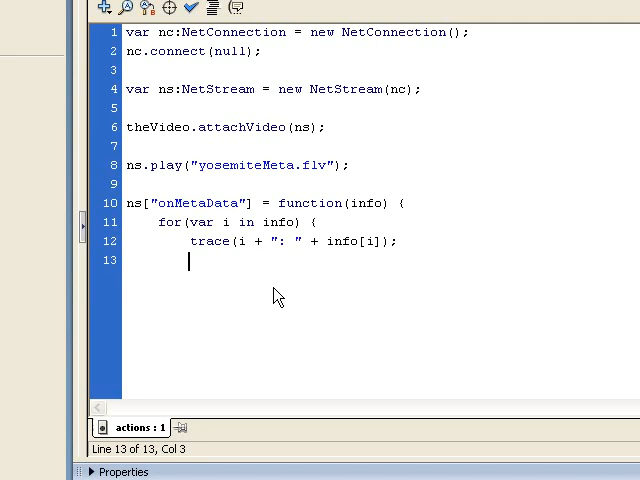 1 var nc:NetConnection = new NetConnection();
2 nc.connect(null);
3
4 var ns:NetStream = new NetStream(nc);
5
6 theVideo.attachVideo(ns);
7
8 ns.play("yosemiteMeta.flv");
9
10 ns["onMetaData"] = function(info) {
11 for(var i in info) {
12 trace(i + ": " + info[i]);
13
actions : 1
Line 13 of 13, Col 3
Properties